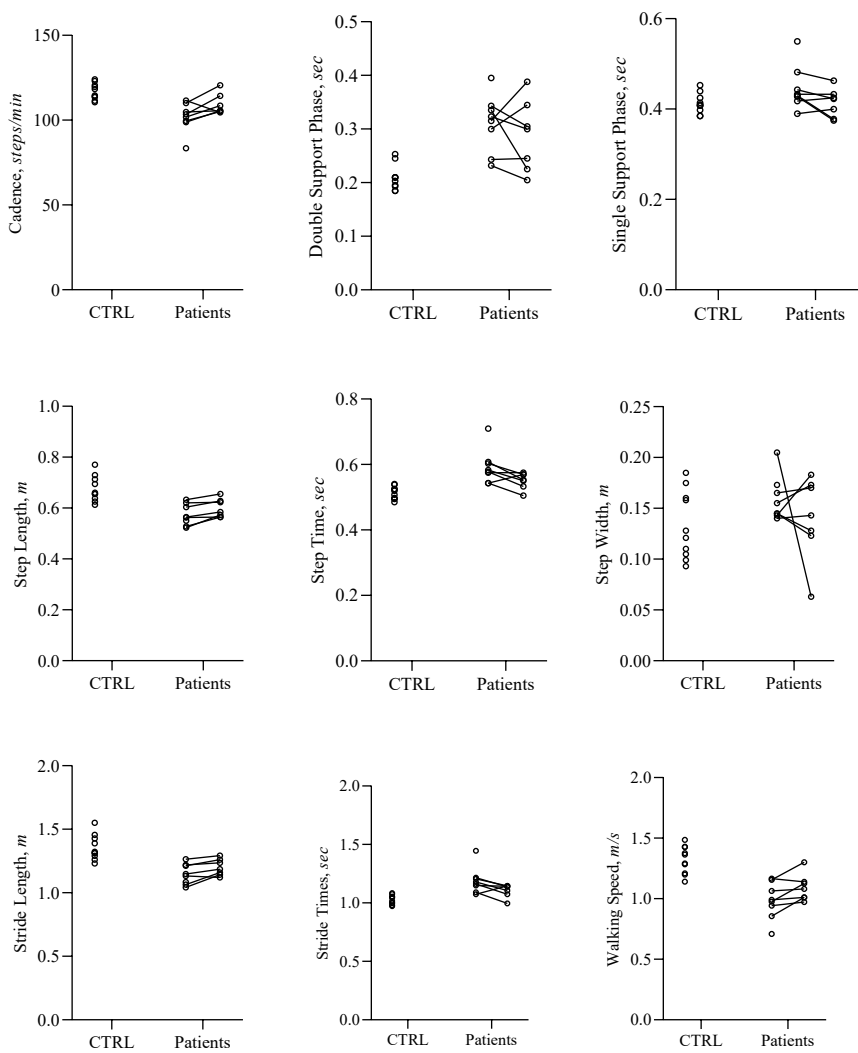 Cadence, steps/min
150
100
50
0
CTRL
Patients
Double Support Phase, sec
0.5
0.4
0.3
0.2
0.1
0.0
CTRL
Patients
Single Support Phase, sec
0.6
0.4
0.2
0.0
CTRL
Patients
Step Length, m
1.0
0.8
0.6
0.4
0.2
0.0
CTRL
Patients
Step Time, sec
0.8
0.6
0.4
0.2
0.0
CTRL
Patients
Step Width, m
0.25
0.20
0.15
0.10
0.05
0.00
CTRL
Patients
Stride Length, m
2.0
1.5
1.0
0.5
0.0
CTRL
Patients
Stride Times, sec
2.0
1.5
1.0
0.5
0.0
CTRL
Patients
Walking Speed, m/s
2.0
1.5
1.0
0.5
0.0
CTRL
Patients